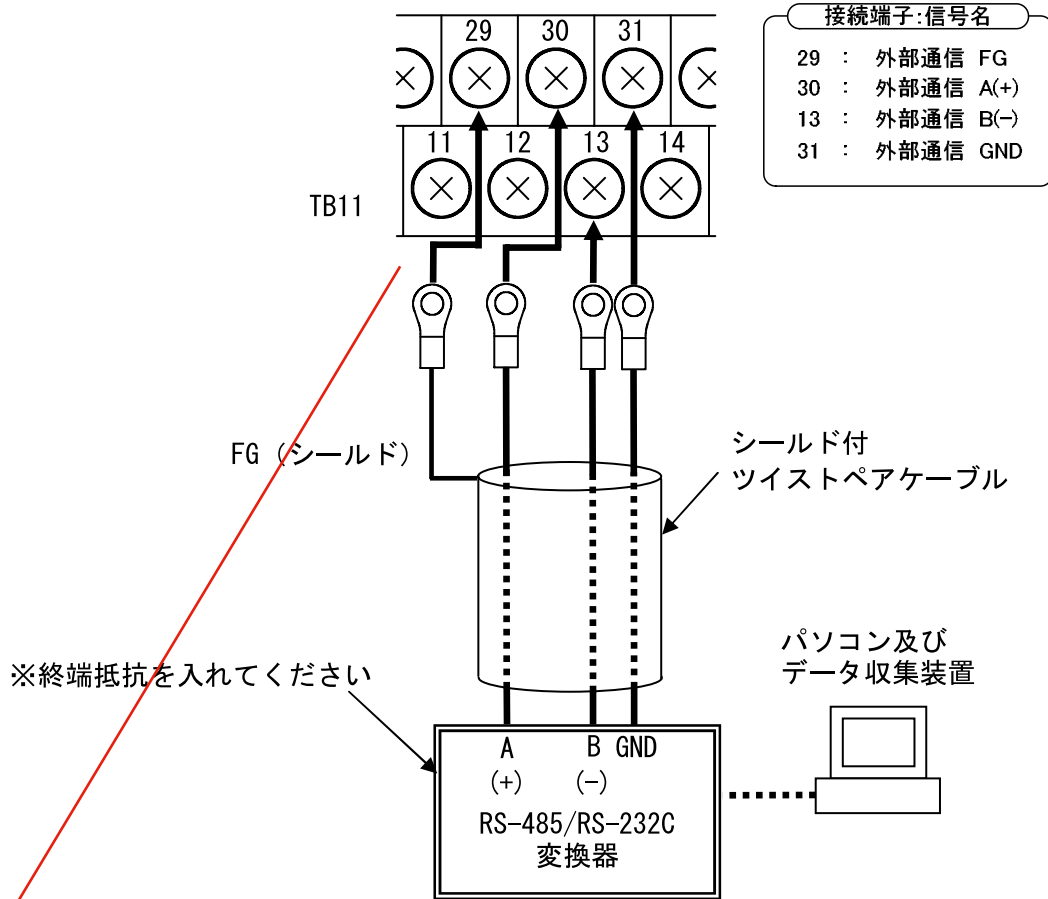 接続端子:信号名
29 : 外部通信 FG
30 : 外部通信 A(+)
13 : 外部通信 B(−)
31 : 外部通信 GND
29 30 31
11 12 13 14
TB11
FG (シールド)
シールド付
ツイストペアケーブル
※終端抵抗を入れてください
パソコン及び
データ収集装置
A B GND
(+) (−)
RS-485/RS-232C
変換器